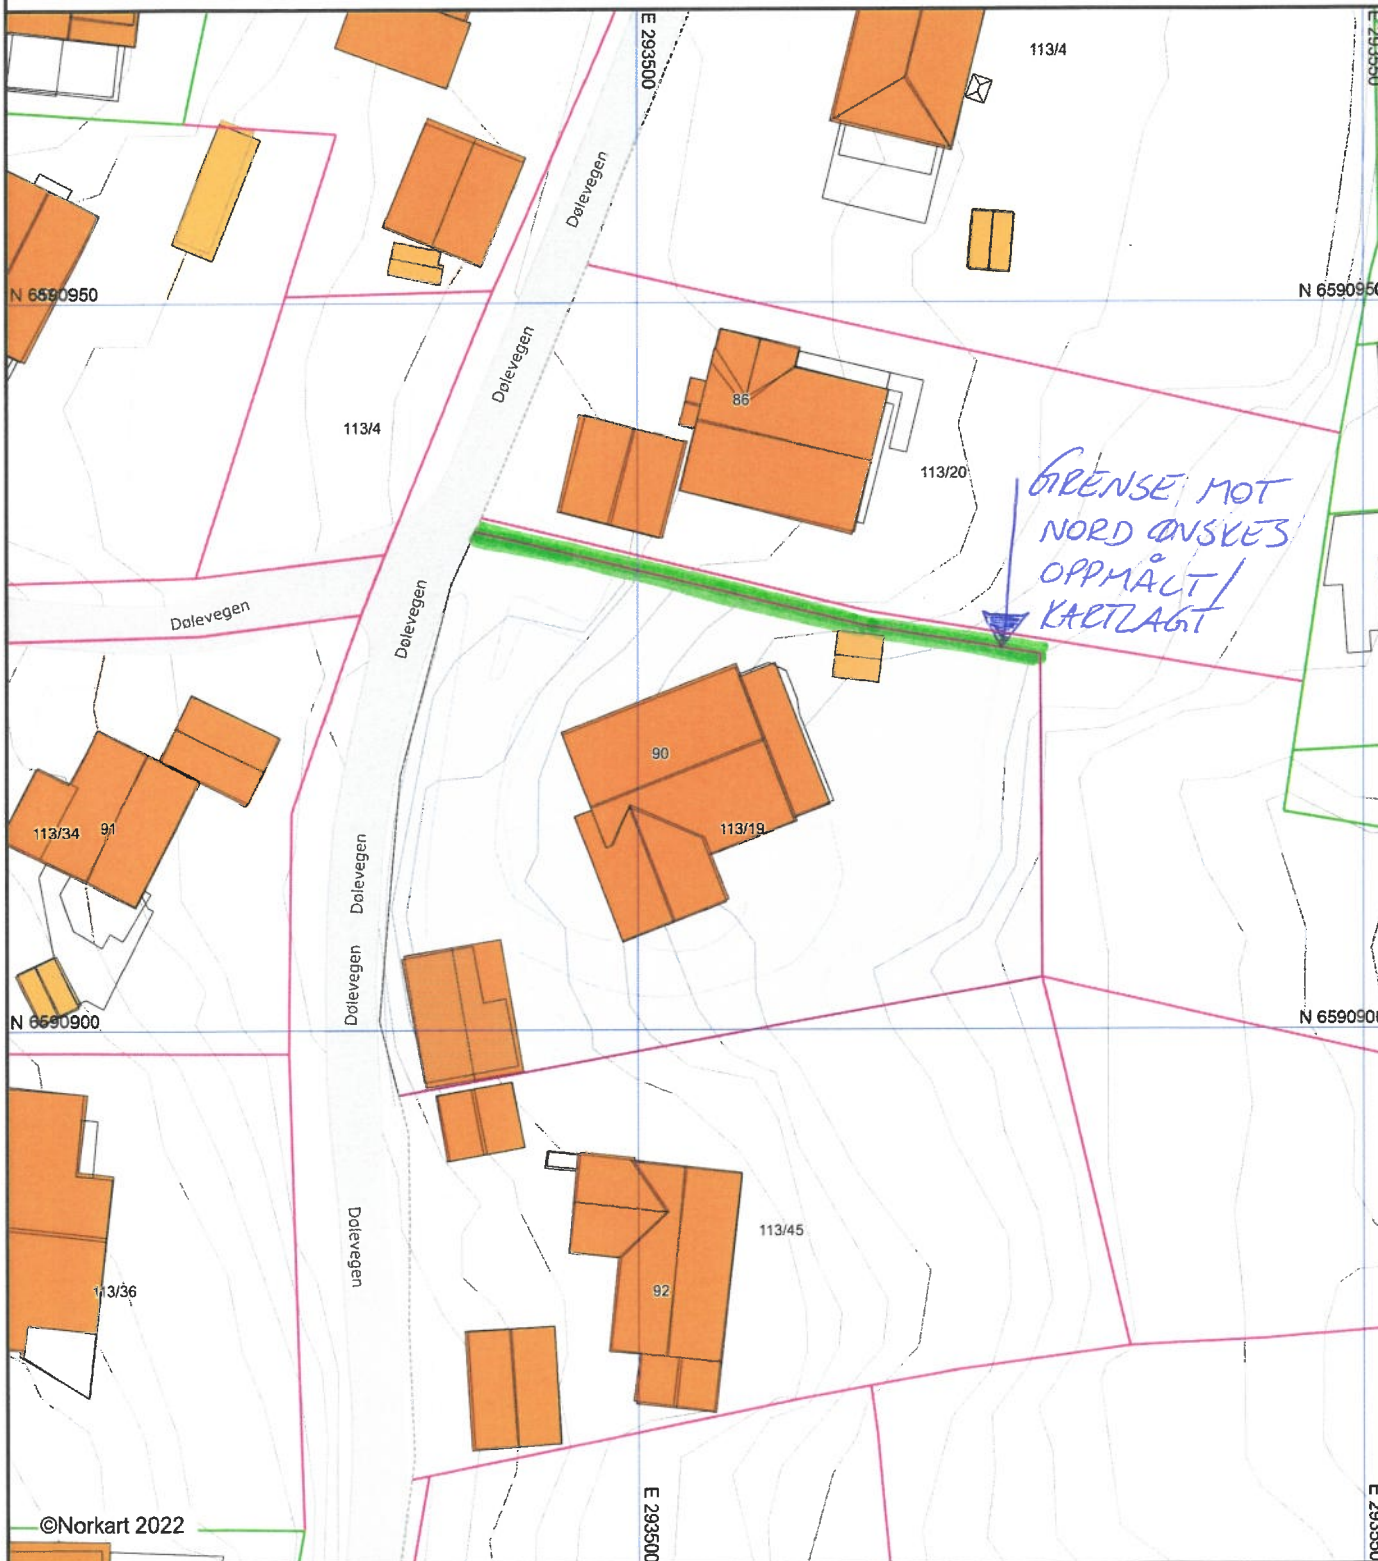 E 293500
113/4
Dølevegen
N 6590950
N 6590950
Dølevegen
86
113/4
113/20
GRENSE MOT
NORD ØNSKES
OPPMÅLT/
KARTLAGT
Dølevegen
Dølevegen
90
113/34
91
113/19
Dølevegen
Dølevegen
N 6590900
N 6590900
Dølevegen
113/45
113/36
92
©Norkart 2022
E 293500